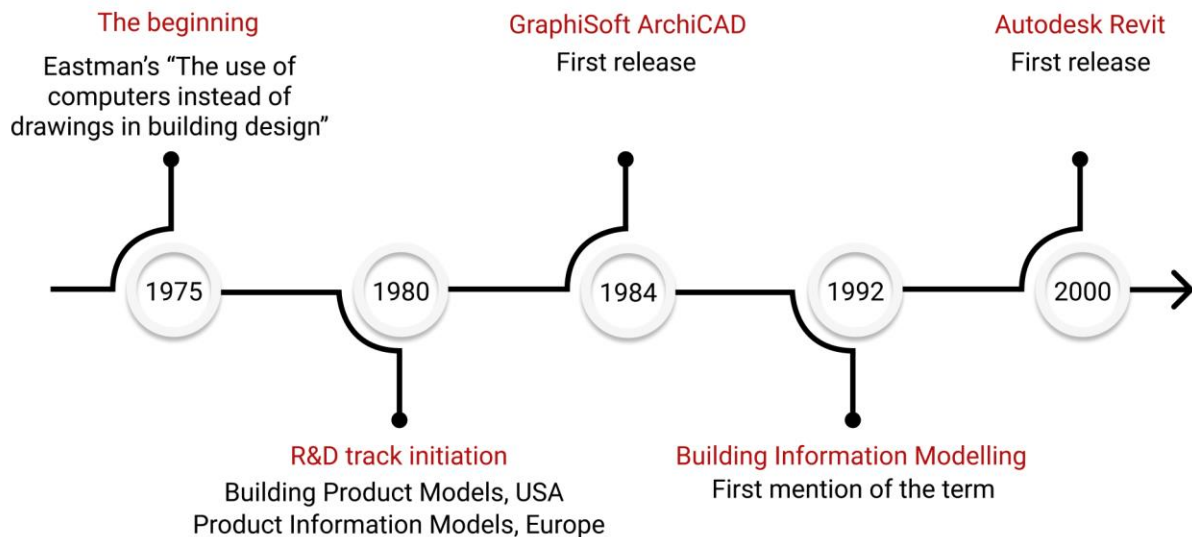 The beginning
Eastman's “The use of
computers instead of
drawings in building design”
GraphiSoft ArchiCAD
First release
Autodesk Revit
First release
1975
1980
1984
1992
2000
R&D track initiation
Building Product Models, USA
Product Information Models, Europe
Building Information Modelling
First mention of the term